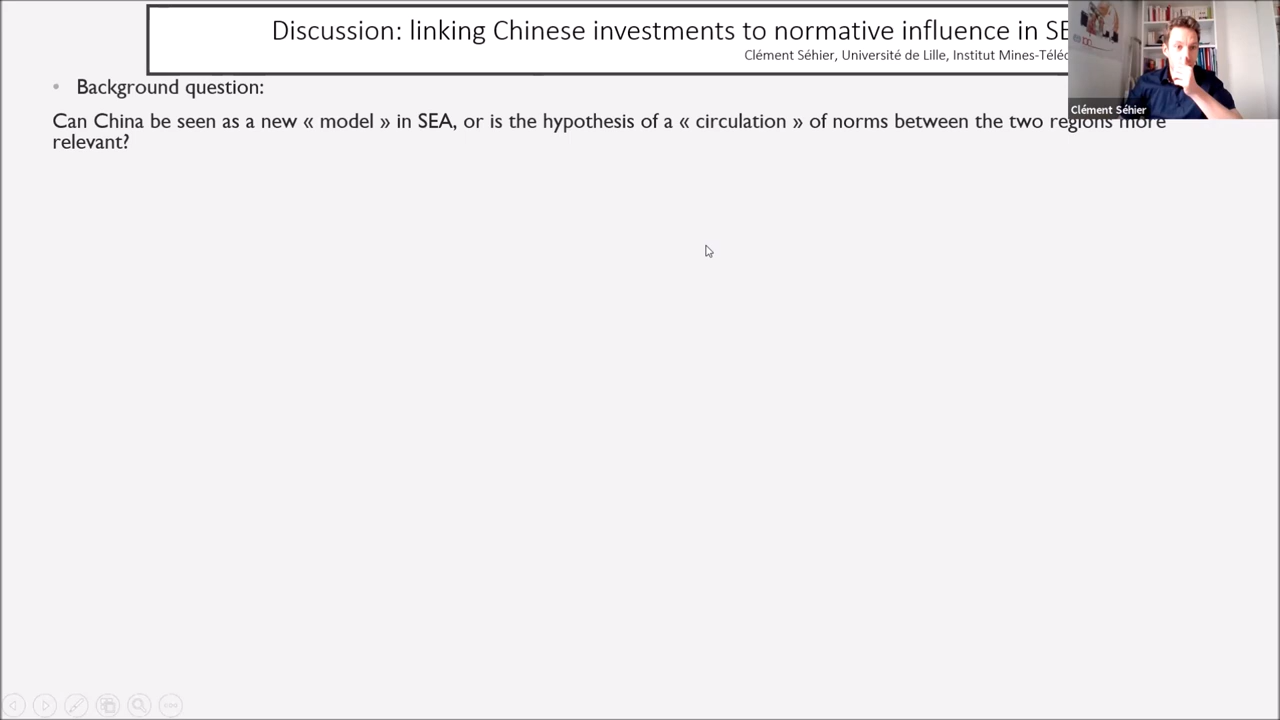 Discussion: linking Chinese investments to normative influence in SE
Clément Séhier, Université de Lille, Institut Mines-Téléc
Clément Séhier
• Background question:
Can China be seen as a new « model » in SEA, or is the hypothesis of a « circulation » of norms between the two regions more
relevant?